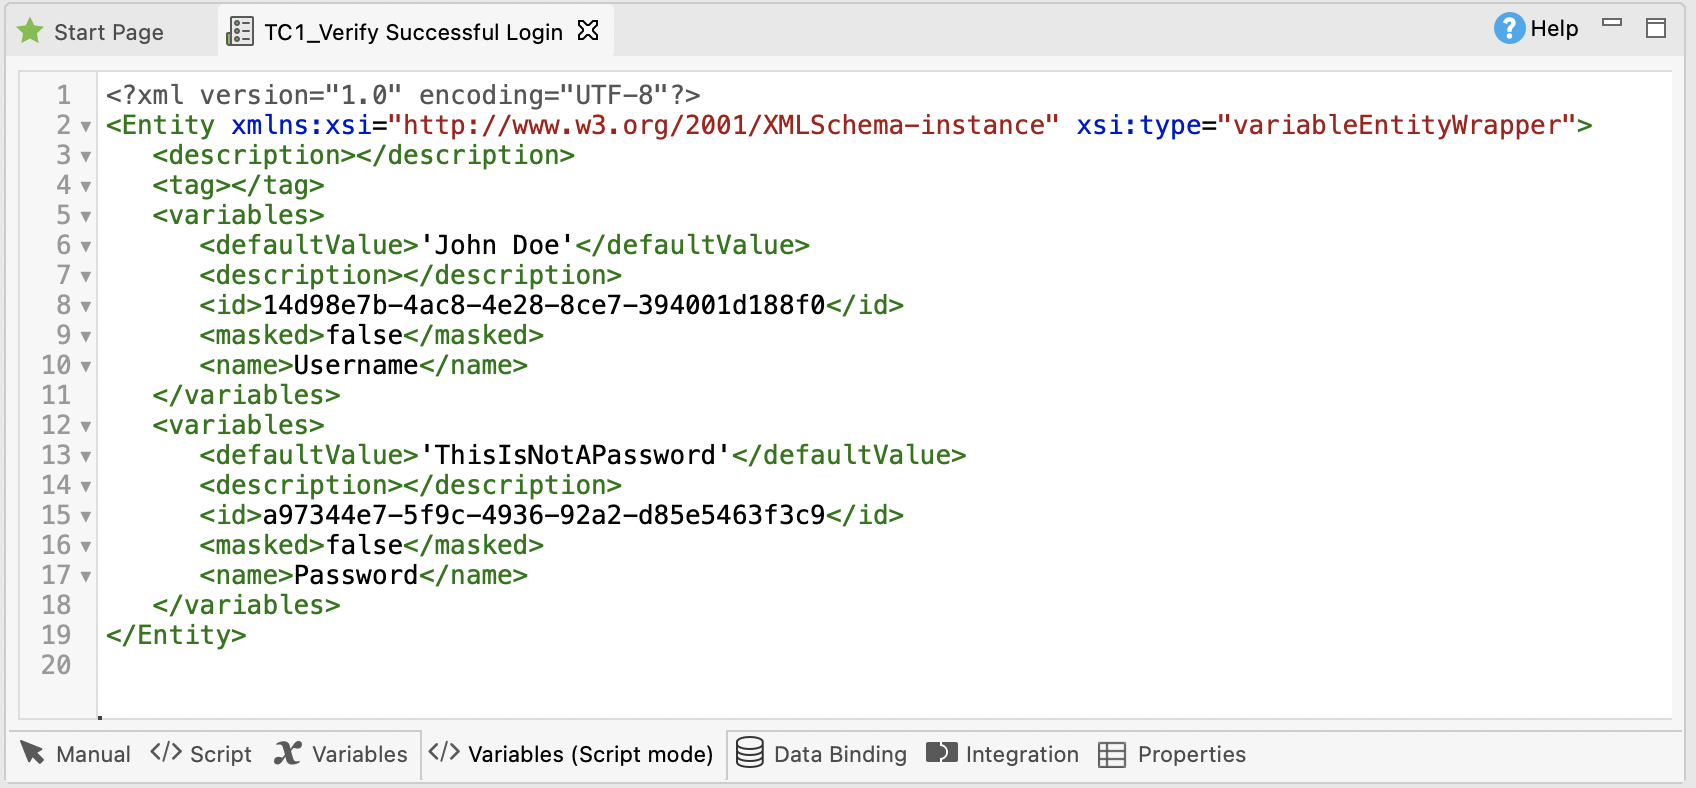 Start Page TC1_Verify Successful Login Help
1 <?xml version="1.0" encoding="UTF-8"?>
2 <Entity xmlns:xsi="http://www.w3.org/2001/XMLSchema-instance" xsi:type="variableEntityWrapper">
3 <description></description>
4 <tag></tag>
5 <variables>
6 <defaultValue>'John Doe'</defaultValue>
7 <description></description>
8 <id>14d98e7b-4ac8-4e28-8ce7-394001d188f0</id>
9 <masked>false</masked>
10 <name>Username</name>
11 </variables>
12 <variables>
13 <defaultValue>'ThisIsNotAPassword'</defaultValue>
14 <description></description>
15 <id>a97344e7-5f9c-4936-92a2-d85e5463f3c9</id>
16 <masked>false</masked>
17 <name>Password</name>
18 </variables>
19 </Entity>
20
Manual </> Script Variables </> Variables (Script mode) Data Binding Integration Properties